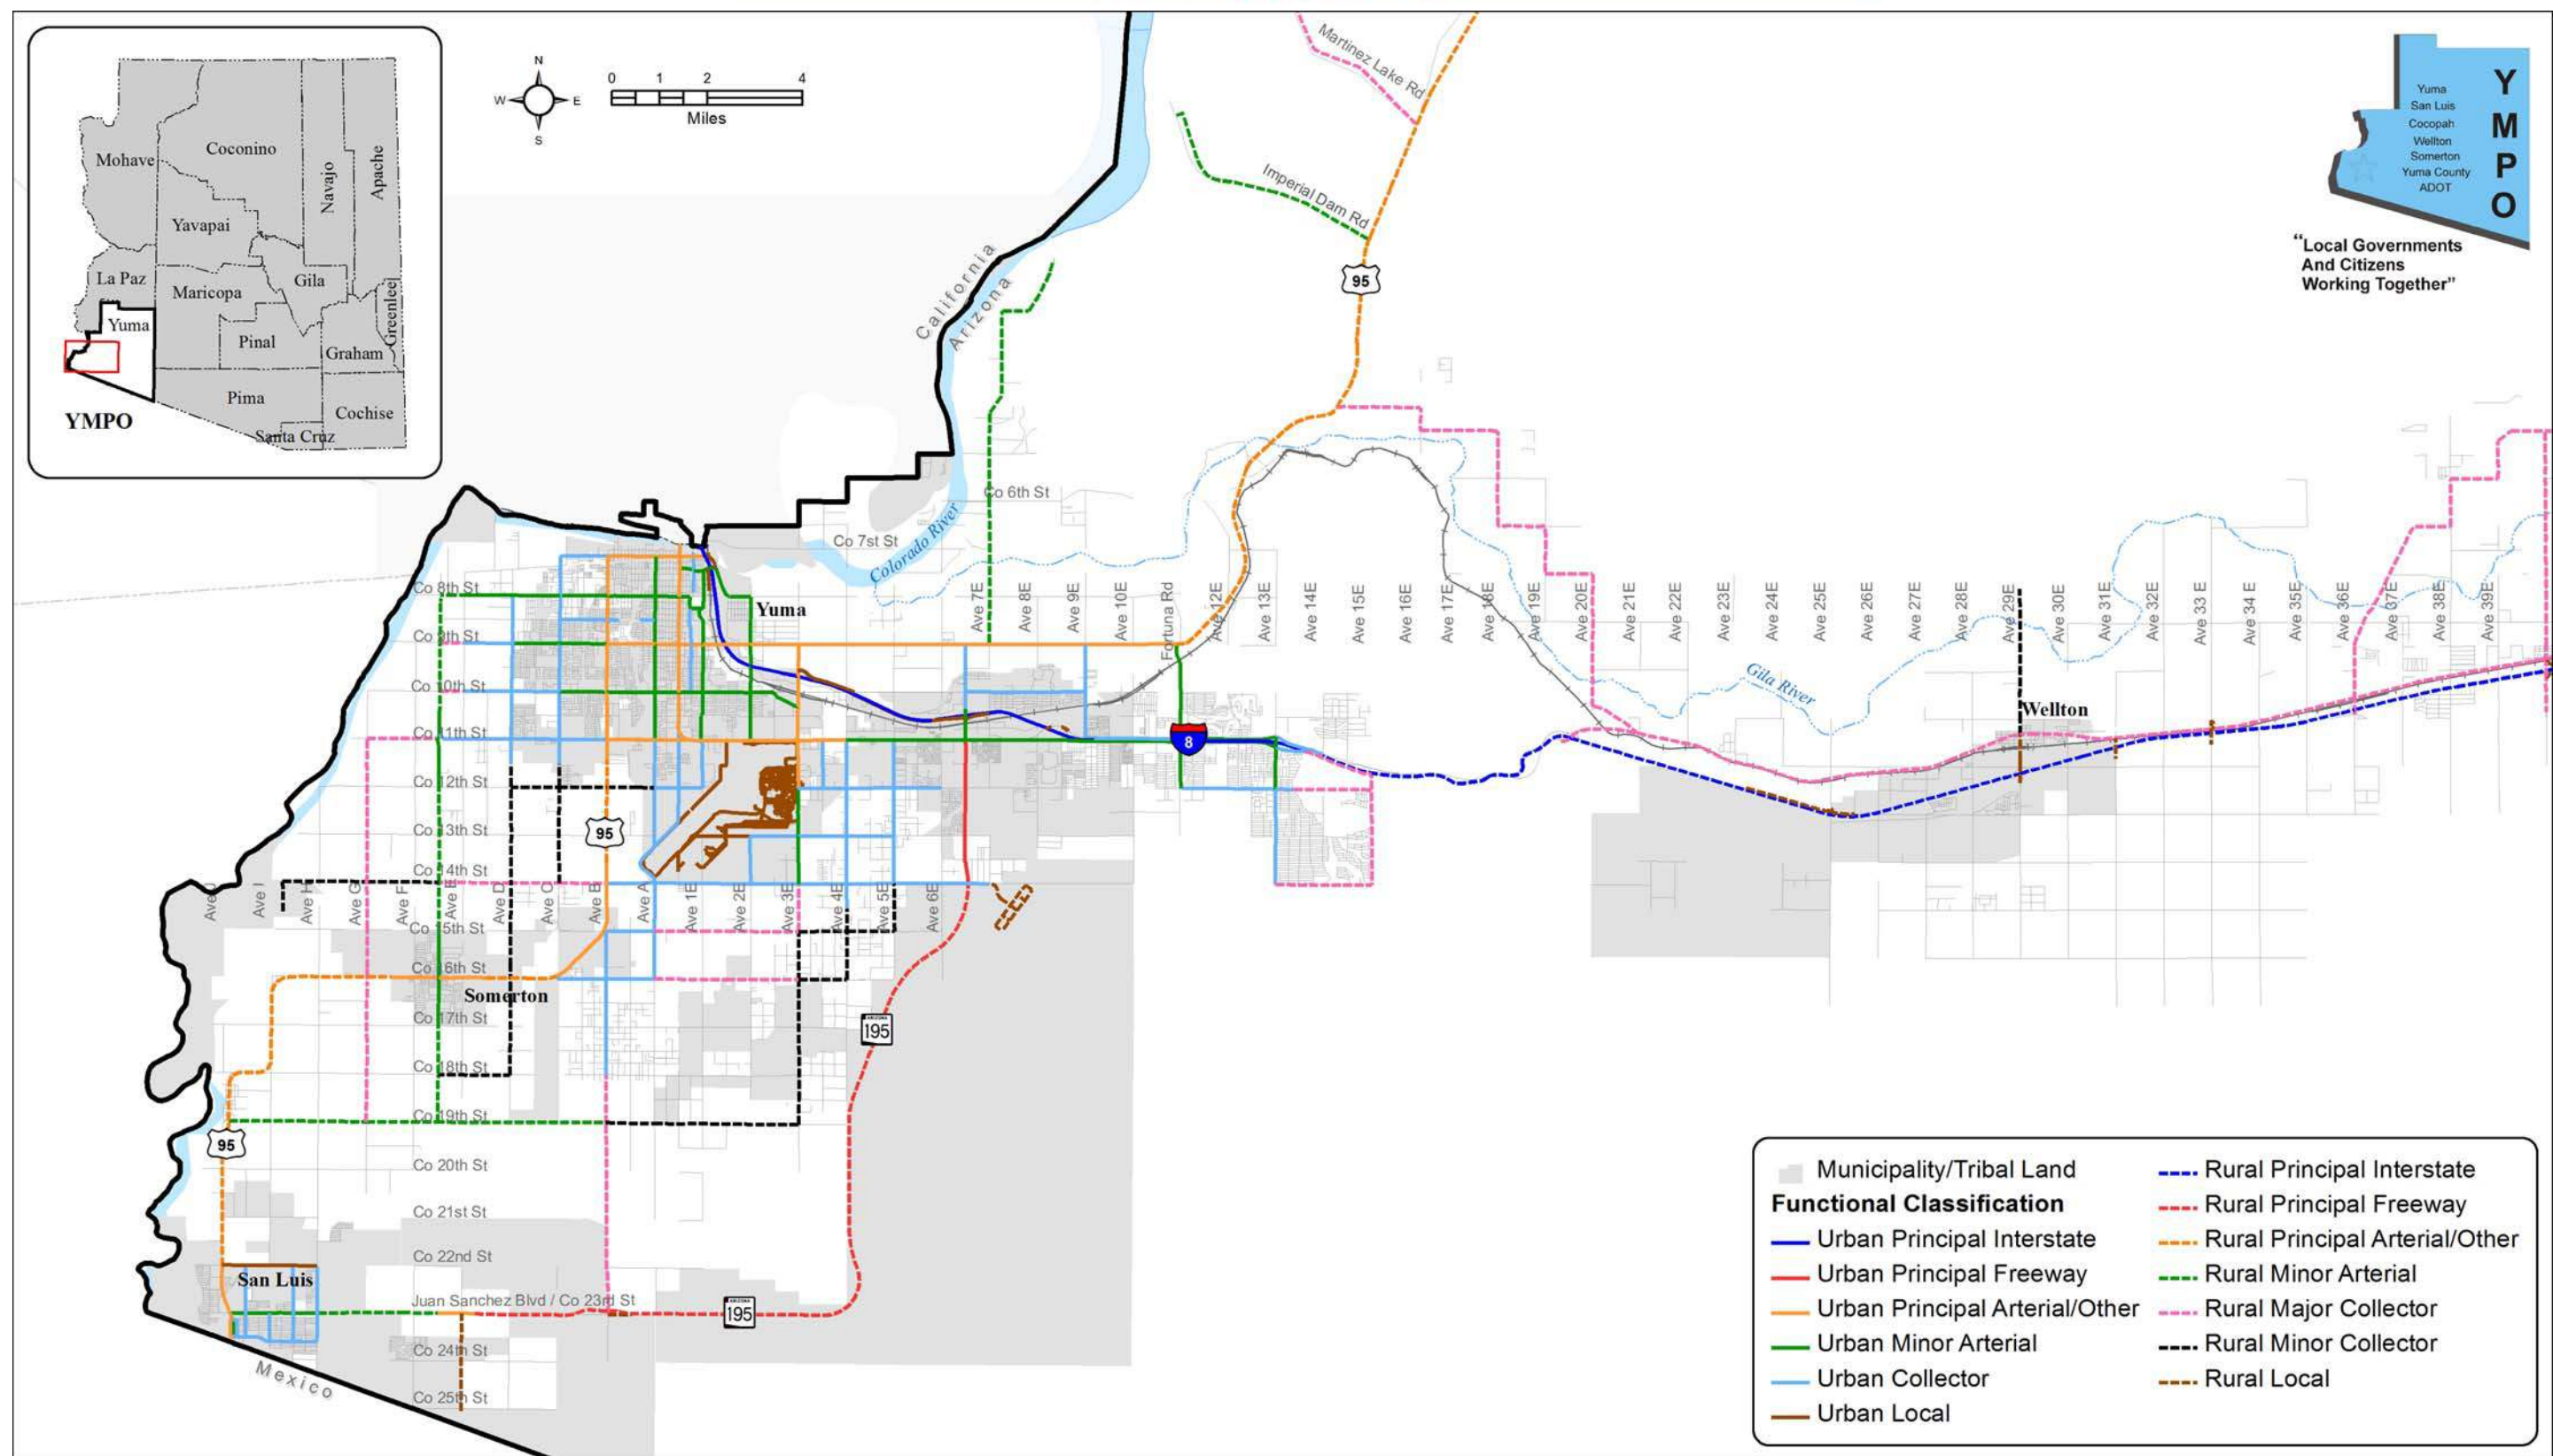 Mohave
Coconino
Navajo
Apache
Yavapai
La Paz
Maricopa
Gila
Greenlee
Yuma
Pinal
Graham
Pima
Cochise
Santa Cruz
YMPO
N
W
E
S
0 1 2 4
Miles
Martinez Lake Rd
Imperial Dam Rd
95
California
Arizona
Yuma
San Luis
Cocopah
Wellton
Somerton
Yuma County
ADOT
Y
M
P
O
“Local Governments
And Citizens
Working Together”
Co 6th St
Co 7st St
Colorado River
Co 8th St
Yuma
Co 9th St
Co 10th St
Co 11th St
Co 12th St
Co 13th St
Co 14th St
Co 15th St
Co 16th St
Somerton
Co 17th St
Co 18th St
Co 19th St
Co 20th St
Co 21st St
Co 22nd St
San Luis
Juan Sanchez Blvd / Co 23rd St
Co 24th St
Co 25th St
Mexico
95
95
195
195
8
Ave 7E
Ave 8E
Ave 9E
Ave 10E
Fortuna Rd
Ave 12E
Ave 13E
Ave 14E
Ave 15E
Ave 16E
Ave 17E
Ave 18E
Ave 19E
Ave 20E
Ave 21E
Ave 22E
Ave 23E
Ave 24E
Ave 25E
Ave 26E
Ave 27E
Ave 28E
Ave 29E
Ave 30E
Ave 31E
Ave 32E
Ave 33 E
Ave 34 E
Ave 35E
Ave 36E
Ave 37E
Ave 38E
Ave 39E
Gila River
Wellton
Ave J
Ave I
Ave H
Ave G
Ave F
Ave E
Ave D
Ave C
Ave B
Ave A
Ave 1E
Ave 2E
Ave 3E
Ave 4E
Ave 5E
Ave 6E
Municipality/Tribal Land
Functional Classification
Urban Principal Interstate
Urban Principal Freeway
Urban Principal Arterial/Other
Urban Minor Arterial
Urban Collector
Urban Local
Rural Principal Interstate
Rural Principal Freeway
Rural Principal Arterial/Other
Rural Minor Arterial
Rural Major Collector
Rural Minor Collector
Rural Local